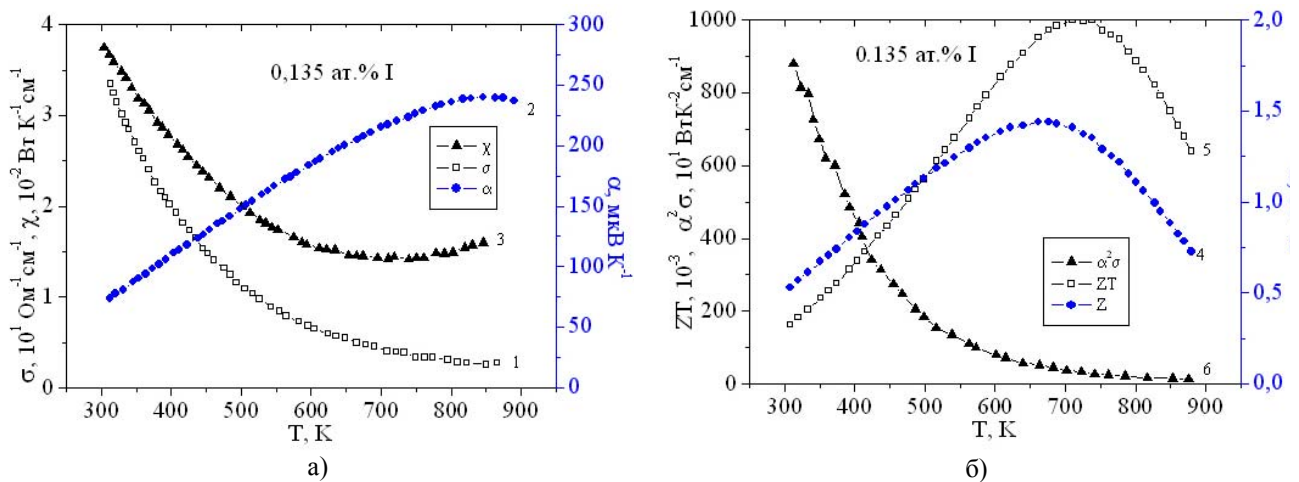 a
0,135 ат.% I
χ
σ
α
2
3
1
4
3
2
1
0
300
250
200
150
100
50
0
300 400 500 600 700 800 900
T, K
σ, 10¹ Ом⁻¹см⁻¹, χ, 10⁻² Вт К⁻¹см⁻¹
α, мкВ К⁻¹
а)
б
0.135 ат.% I
α²σ
ZT
Z
5
4
6
1000
800
600
400
200
0
2,0
1,5
1,0
0,5
0,0
300 400 500 600 700 800 900
T, K
ZT, 10⁻³, α²σ, 10¹ ВтК⁻²см⁻¹
б)